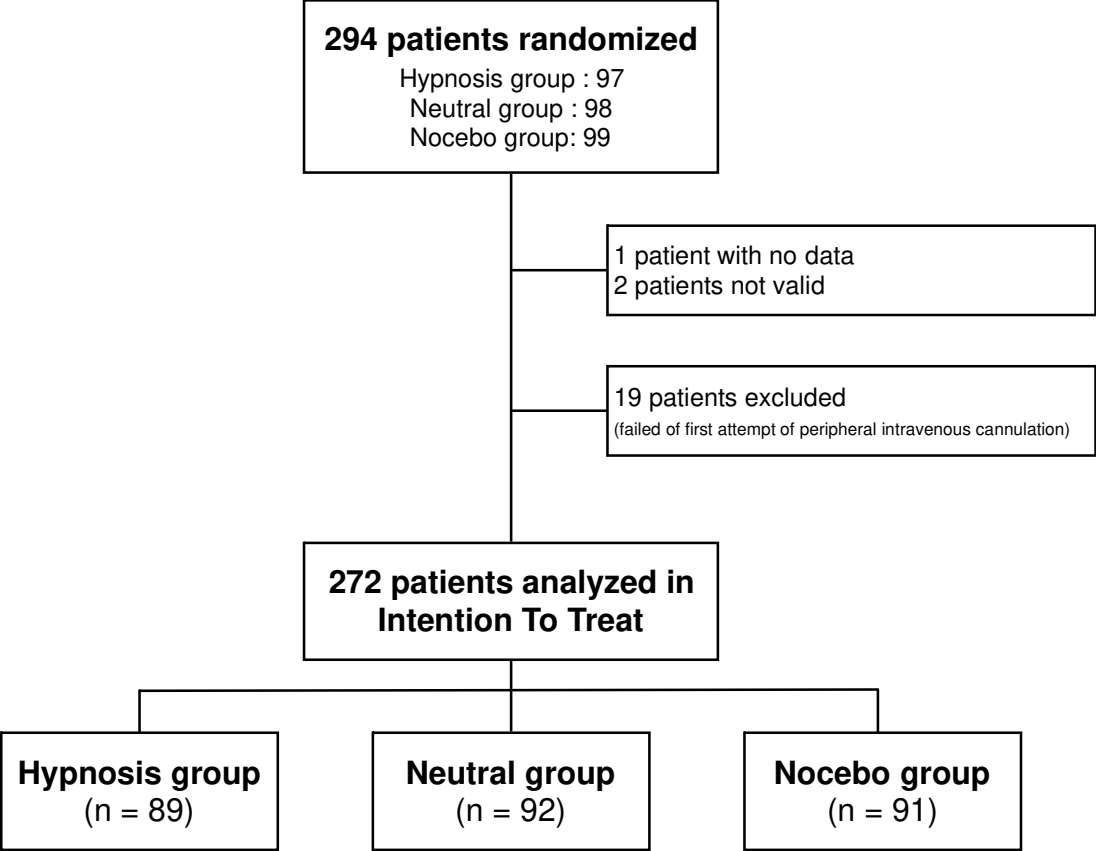 294 patients randomized
Hypnosis group : 97
Neutral group : 98
Nocebo group: 99
1 patient with no data
2 patients not valid
19 patients excluded
(failed of first attempt of peripheral intravenous cannulation)
272 patients analyzed in
Intention To Treat
Hypnosis group
(n = 89)
Neutral group
(n = 92)
Nocebo group
(n = 91)